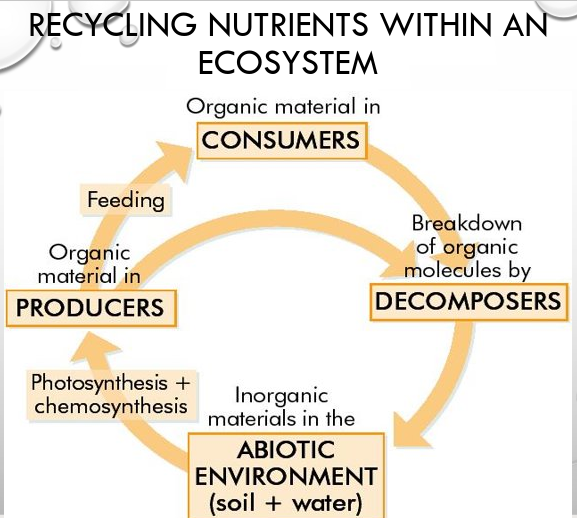 RECYCLING NUTRIENTS WITHIN AN
ECOSYSTEM
Organic material in
CONSUMERS
Feeding
Breakdown
of organic
molecules by
DECOMPOSERS
Organic
material in
PRODUCERS
Photosynthesis +
chemosynthesis
Inorganic
materials in the
ABIOTIC
ENVIRONMENT
(soil + water)